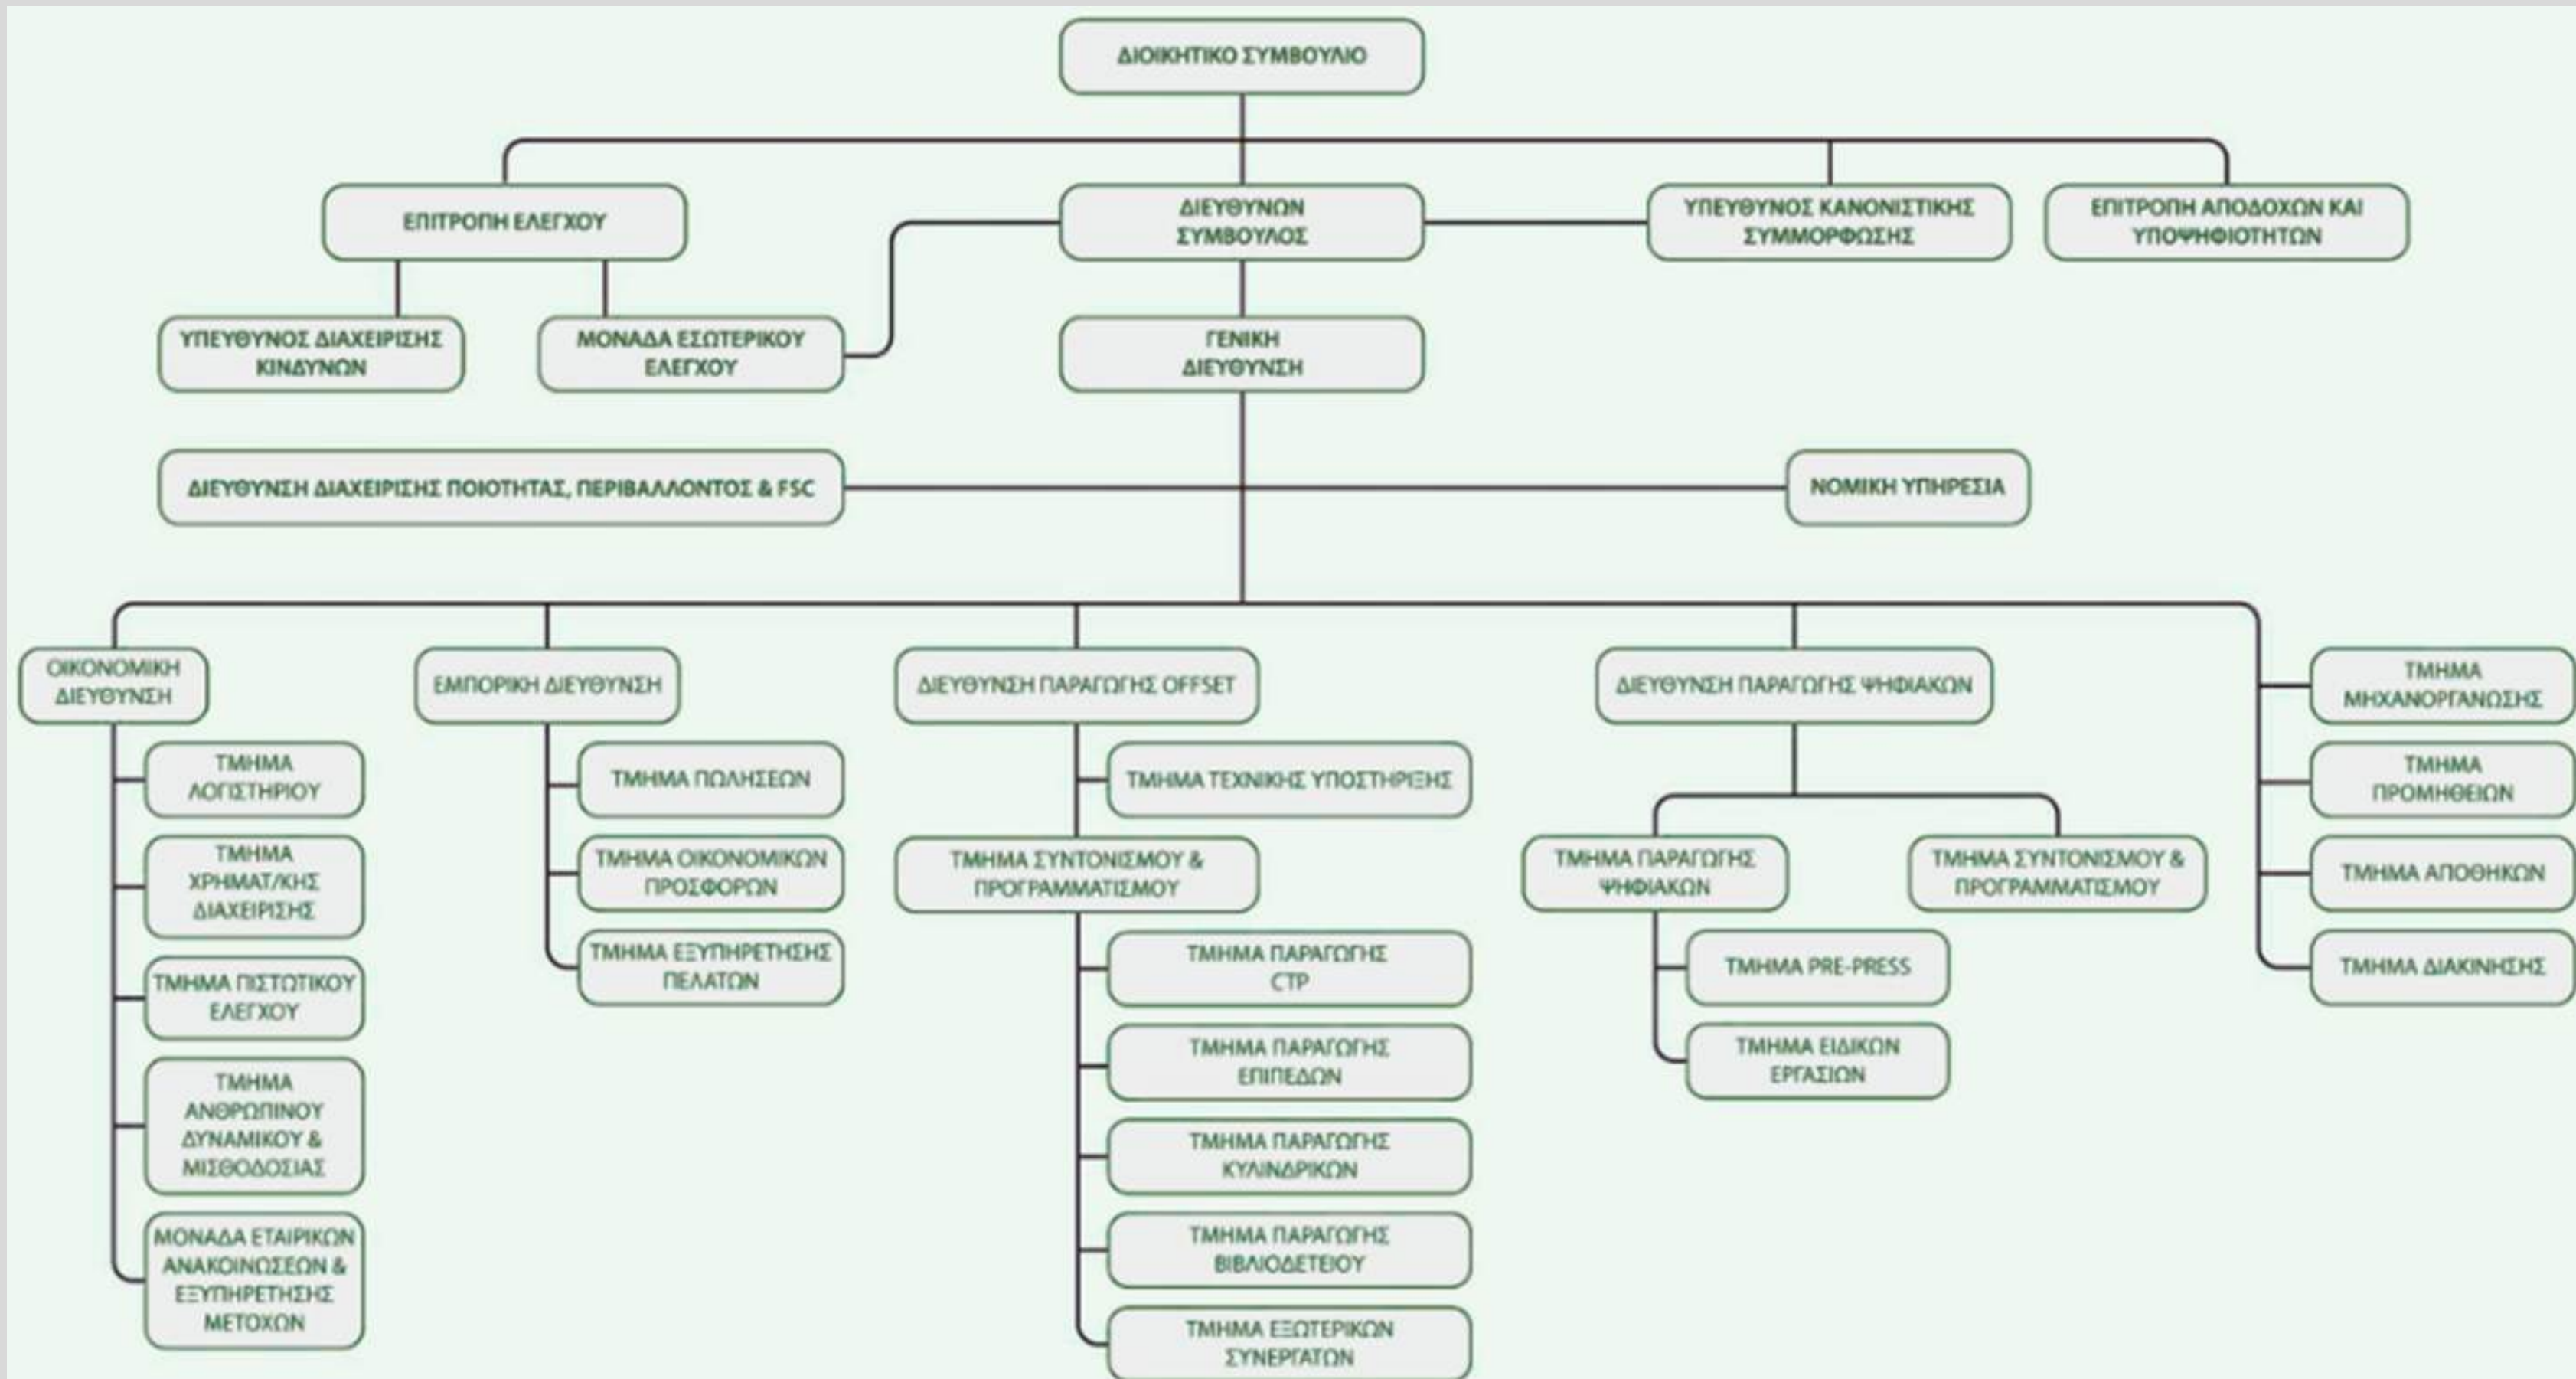 ΔΙΟΙΚΗΤΙΚΟ ΣΥΜΒΟΥΛΙΟ
ΕΠΙΤΡΟΠΗ ΕΛΕΓΧΟΥ
ΔΙΕΥΘΥΝΩΝ
ΣΥΜΒΟΥΛΟΣ
ΥΠΕΥΘΥΝΟΣ ΚΑΝΟΝΙΣΤΙΚΗΣ
ΣΥΜΜΟΡΦΩΣΗΣ
ΕΠΙΤΡΟΠΗ ΑΠΟΔΟΧΩΝ ΚΑΙ
ΥΠΟΨΗΦΙΟΤΗΤΩΝ
ΥΠΕΥΘΥΝΟΣ ΔΙΑΧΕΙΡΙΣΗΣ
ΚΙΝΔΥΝΩΝ
ΜΟΝΑΔΑ ΕΣΩΤΕΡΙΚΟΥ
ΕΛΕΓΧΟΥ
ΓΕΝΙΚΗ
ΔΙΕΥΘΥΝΣΗ
ΔΙΕΥΘΥΝΣΗ ΔΙΑΧΕΙΡΙΣΗΣ ΠΟΙΟΤΗΤΑΣ, ΠΕΡΙΒΑΛΛΟΝΤΟΣ & FSC
ΝΟΜΙΚΗ ΥΠΗΡΕΣΙΑ
ΟΙΚΟΝΟΜΙΚΗ
ΔΙΕΥΘΥΝΣΗ
ΤΜΗΜΑ
ΛΟΓΙΣΤΗΡΙΟΥ
ΤΜΗΜΑ
ΧΡΗΜΑΤ/ΚΗΣ
ΔΙΑΧΕΙΡΙΣΗΣ
ΤΜΗΜΑ ΠΙΣΤΩΤΙΚΟΥ
ΕΛΕΓΧΟΥ
ΤΜΗΜΑ
ΑΝΘΡΩΠΙΝΟΥ
ΔΥΝΑΜΙΚΟΥ &
ΜΙΣΘΟΔΟΣΙΑΣ
ΜΟΝΑΔΑ ΕΤΑΙΡΙΚΩΝ
ΑΝΑΚΟΙΝΩΣΕΩΝ &
ΕΞΥΠΗΡΕΤΗΣΗΣ
ΜΕΤΟΧΩΝ
ΕΜΠΟΡΙΚΗ ΔΙΕΥΘΥΝΣΗ
ΤΜΗΜΑ ΠΩΛΗΣΕΩΝ
ΤΜΗΜΑ ΟΙΚΟΝΟΜΙΚΩΝ
ΠΡΟΣΦΟΡΩΝ
ΤΜΗΜΑ ΕΞΥΠΗΡΕΤΗΣΗΣ
ΠΕΛΑΤΩΝ
ΔΙΕΥΘΥΝΣΗ ΠΑΡΑΓΩΓΗΣ OFFSET
ΤΜΗΜΑ ΤΕΧΝΙΚΗΣ ΥΠΟΣΤΗΡΙΞΗΣ
ΤΜΗΜΑ ΣΥΝΤΟΝΙΣΜΟΥ &
ΠΡΟΓΡΑΜΜΑΤΙΣΜΟΥ
ΤΜΗΜΑ ΠΑΡΑΓΩΓΗΣ
CTP
ΤΜΗΜΑ ΠΑΡΑΓΩΓΗΣ
ΕΠΙΠΕΔΩΝ
ΤΜΗΜΑ ΠΑΡΑΓΩΓΗΣ
ΚΥΛΙΝΔΡΙΚΩΝ
ΤΜΗΜΑ ΠΑΡΑΓΩΓΗΣ
ΒΙΒΛΙΟΔΕΤΕΙΟΥ
ΤΜΗΜΑ ΕΞΩΤΕΡΙΚΩΝ
ΣΥΝΕΡΓΑΤΩΝ
ΔΙΕΥΘΥΝΣΗ ΠΑΡΑΓΩΓΗΣ ΨΗΦΙΑΚΩΝ
ΤΜΗΜΑ ΠΑΡΑΓΩΓΗΣ
ΨΗΦΙΑΚΩΝ
ΤΜΗΜΑ PRE-PRESS
ΤΜΗΜΑ ΕΙΔΙΚΩΝ
ΕΡΓΑΣΙΩΝ
ΤΜΗΜΑ ΣΥΝΤΟΝΙΣΜΟΥ &
ΠΡΟΓΡΑΜΜΑΤΙΣΜΟΥ
ΤΜΗΜΑ
ΜΗΧΑΝΟΡΓΑΝΩΣΗΣ
ΤΜΗΜΑ
ΠΡΟΜΗΘΕΙΩΝ
ΤΜΗΜΑ ΑΠΟΘΗΚΩΝ
ΤΜΗΜΑ ΔΙΑΚΙΝΗΣΗΣ